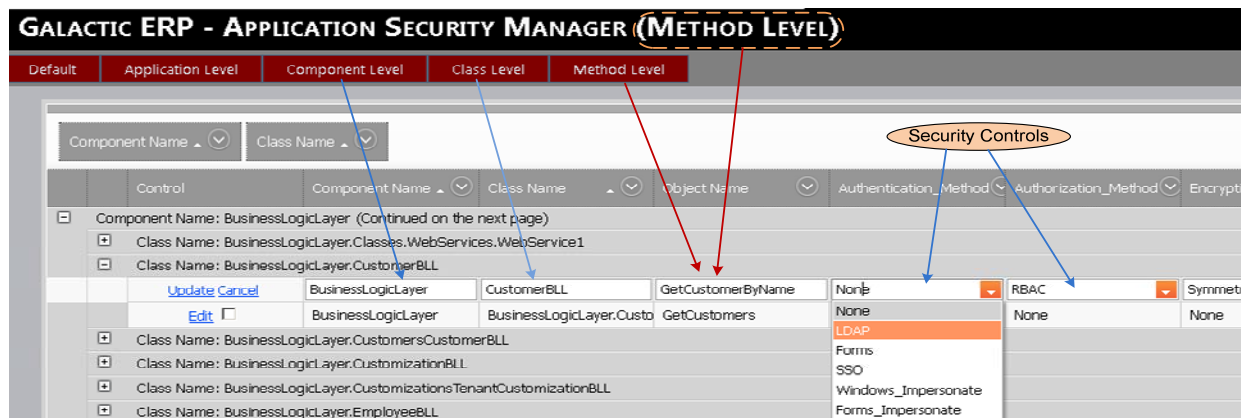 GALACTIC ERP - APPLICATION SECURITY MANAGER (METHOD LEVEL)
Default Application Level Component Level Class Level Method Level
Component Name Class Name
Security Controls
Control Component Name Class Name Object Name Authentication_Method Authorization_Method Encrypti
Component Name: BusinessLogicLayer (Continued on the next page)
Class Name: BusinessLogicLayer.Classes.WebServices.WebService1
Class Name: BusinessLogicLayer.CustomerBLL
Update Cancel BusinessLogicLayer CustomerBLL GetCustomerByName None RBAC Symmetr
Edit BusinessLogicLayer BusinessLogicLayer.Custo GetCustomers None None None
Class Name: BusinessLogicLayer.CustomersCustomerBLL
LDAP
Forms
Class Name: BusinessLogicLayer.CustomizationBLL
SSO
Class Name: BusinessLogicLayer.CustomizationsTenantCustomizationBLL
Windows_Impersonate
Class Name: BusinessLogicLayer.EmployeeBLL
Forms_Impersonate